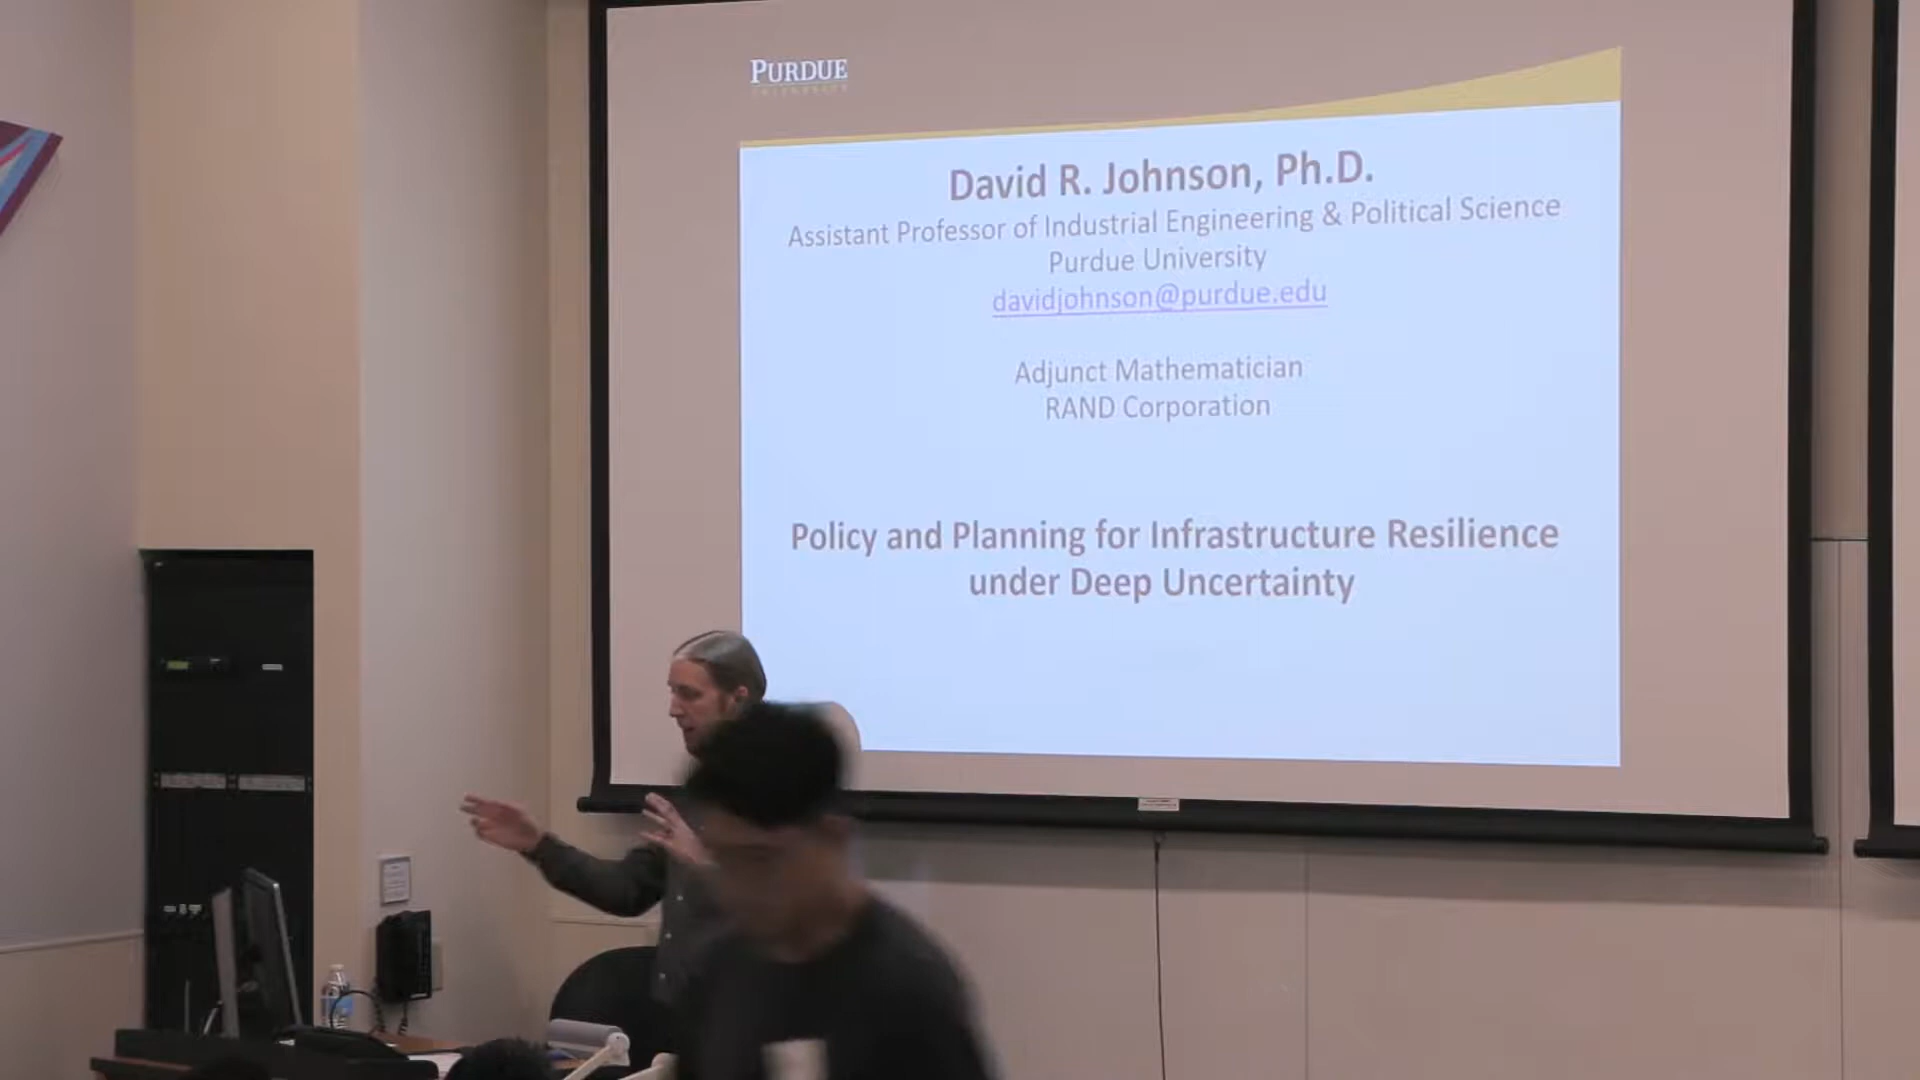 PURDUE
UNIVERSITY
David R. Johnson, Ph.D.
Assistant Professor of Industrial Engineering & Political Science
Purdue University
davidjohnson@purdue.edu
Adjunct Mathematician
RAND Corporation
Policy and Planning for Infrastructure Resilience
under Deep Uncertainty